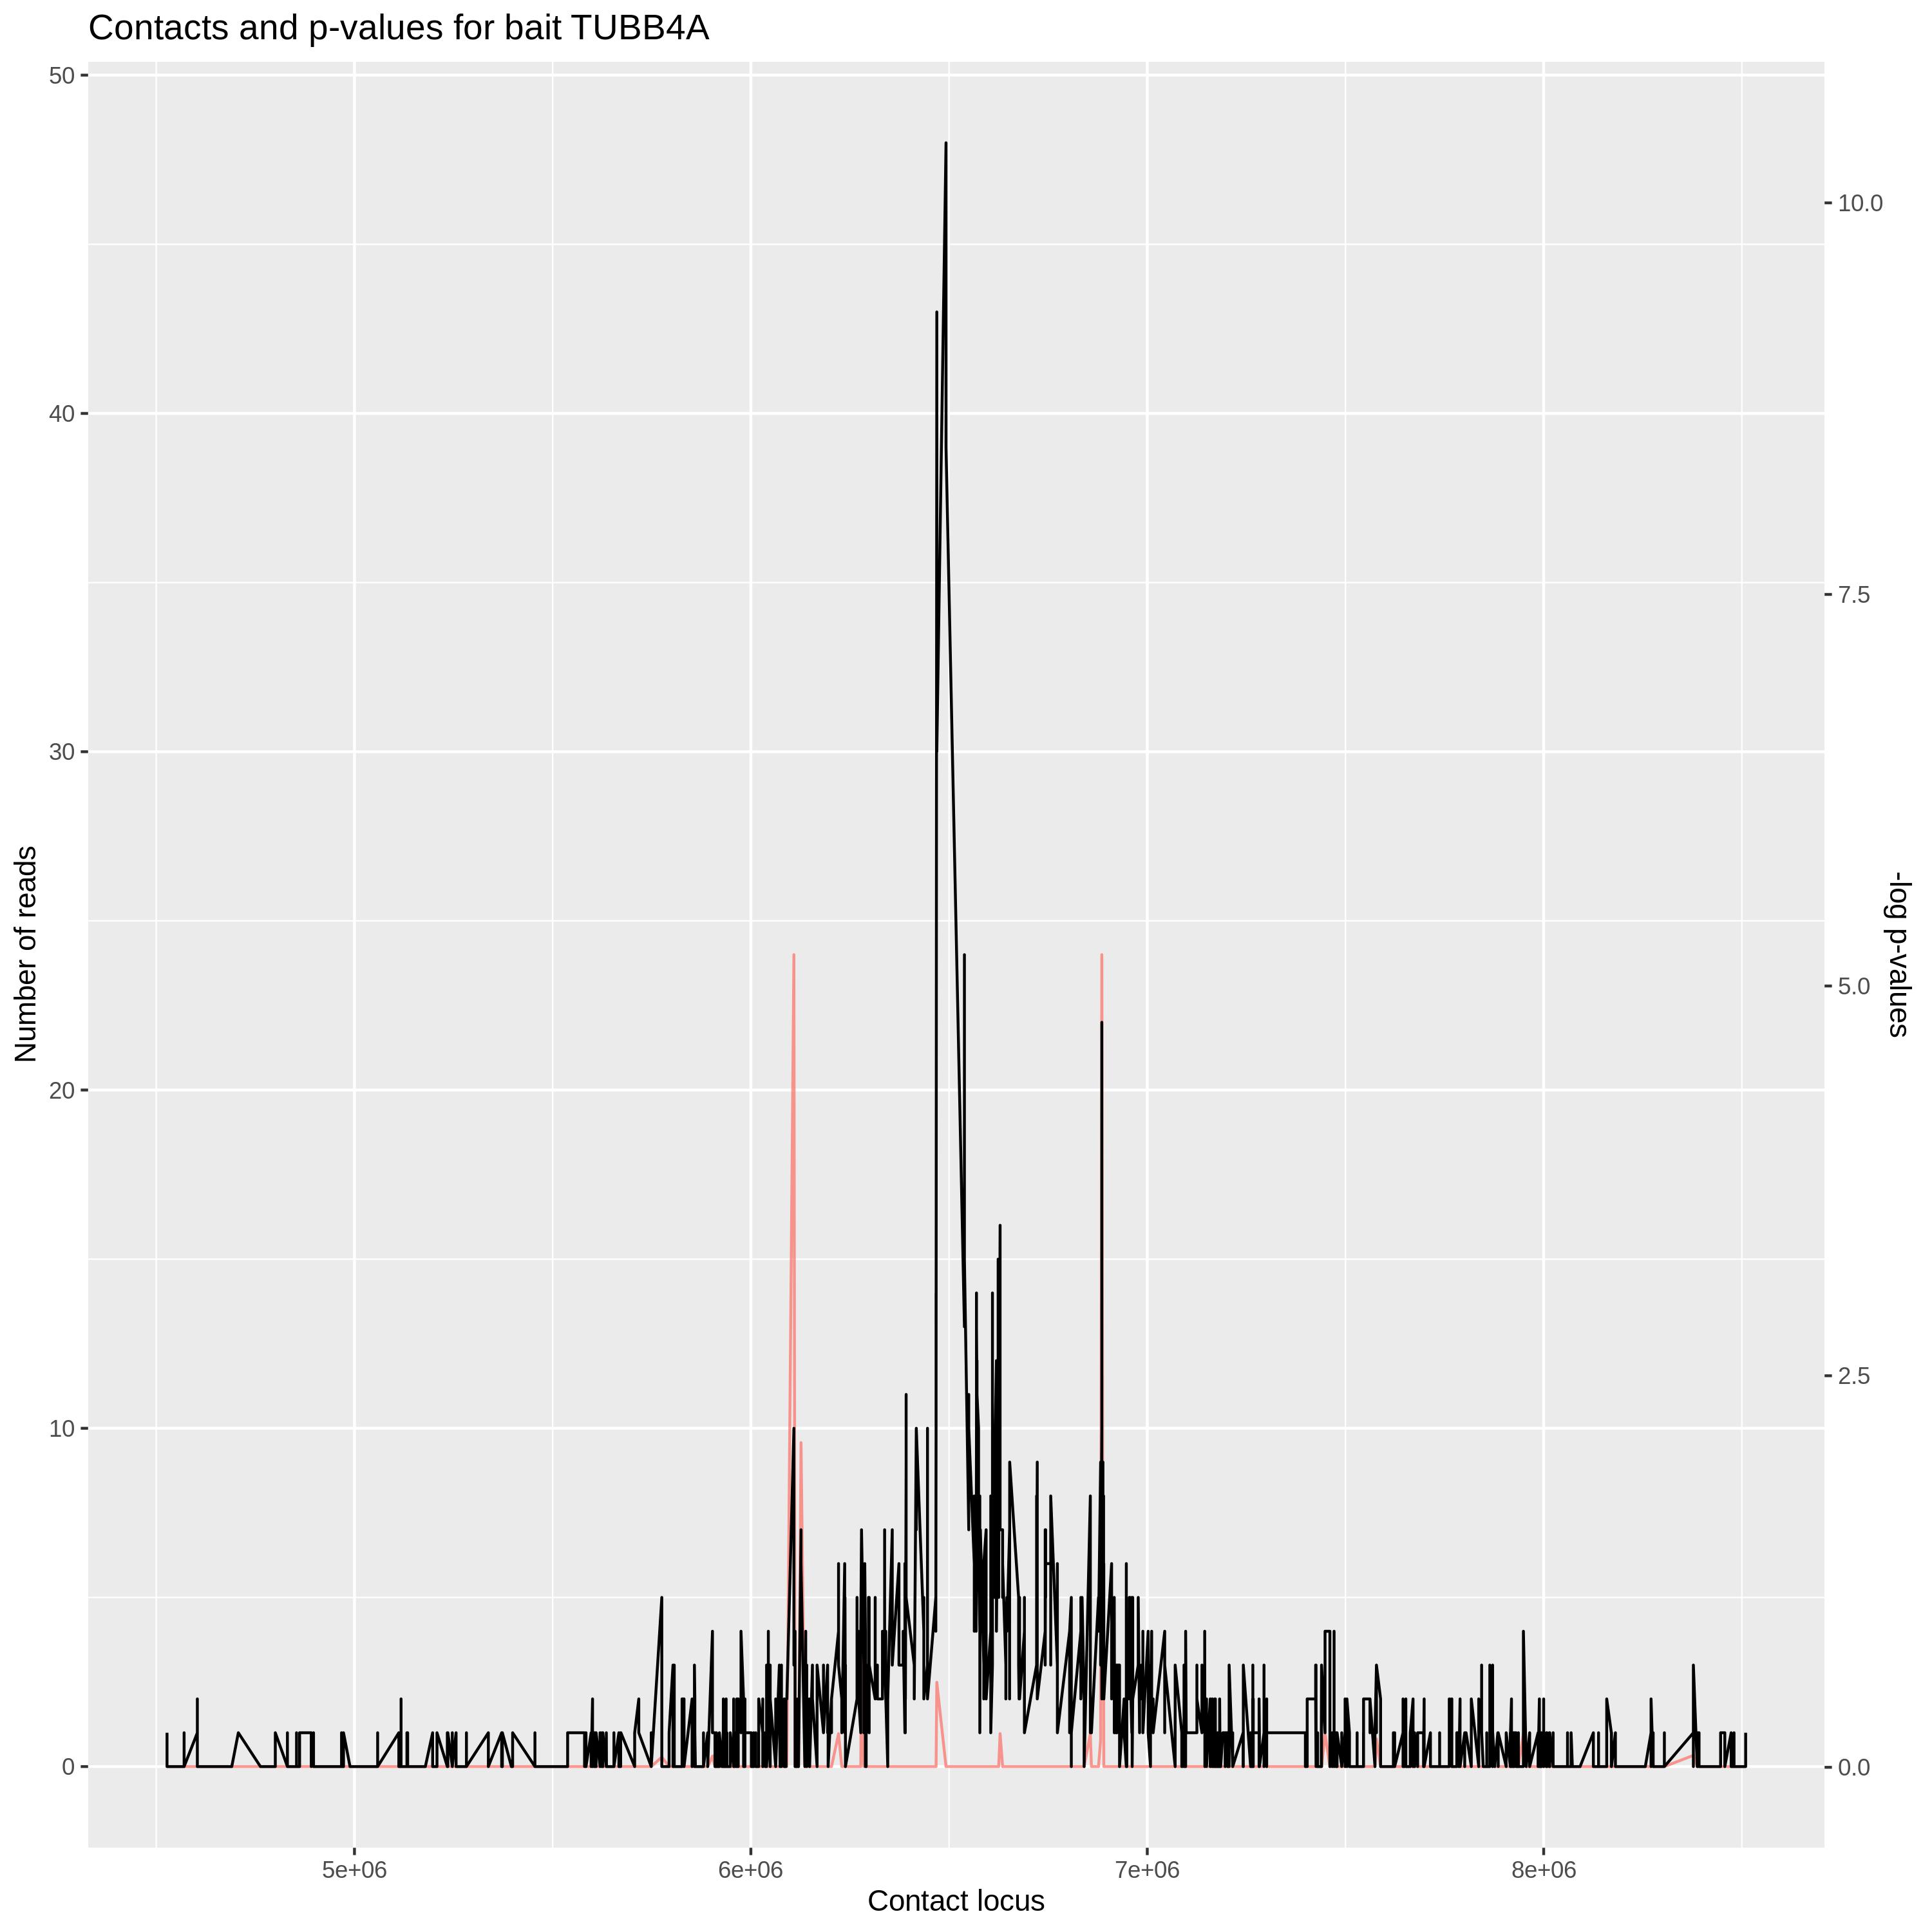 Contacts and p-values for bait TUBB4A
50
40
30
20
10
0
Number of reads
10.0
7.5
5.0
2.5
0.0
-log p-values
5e+06
6e+06
7e+06
8e+06
Contact locus